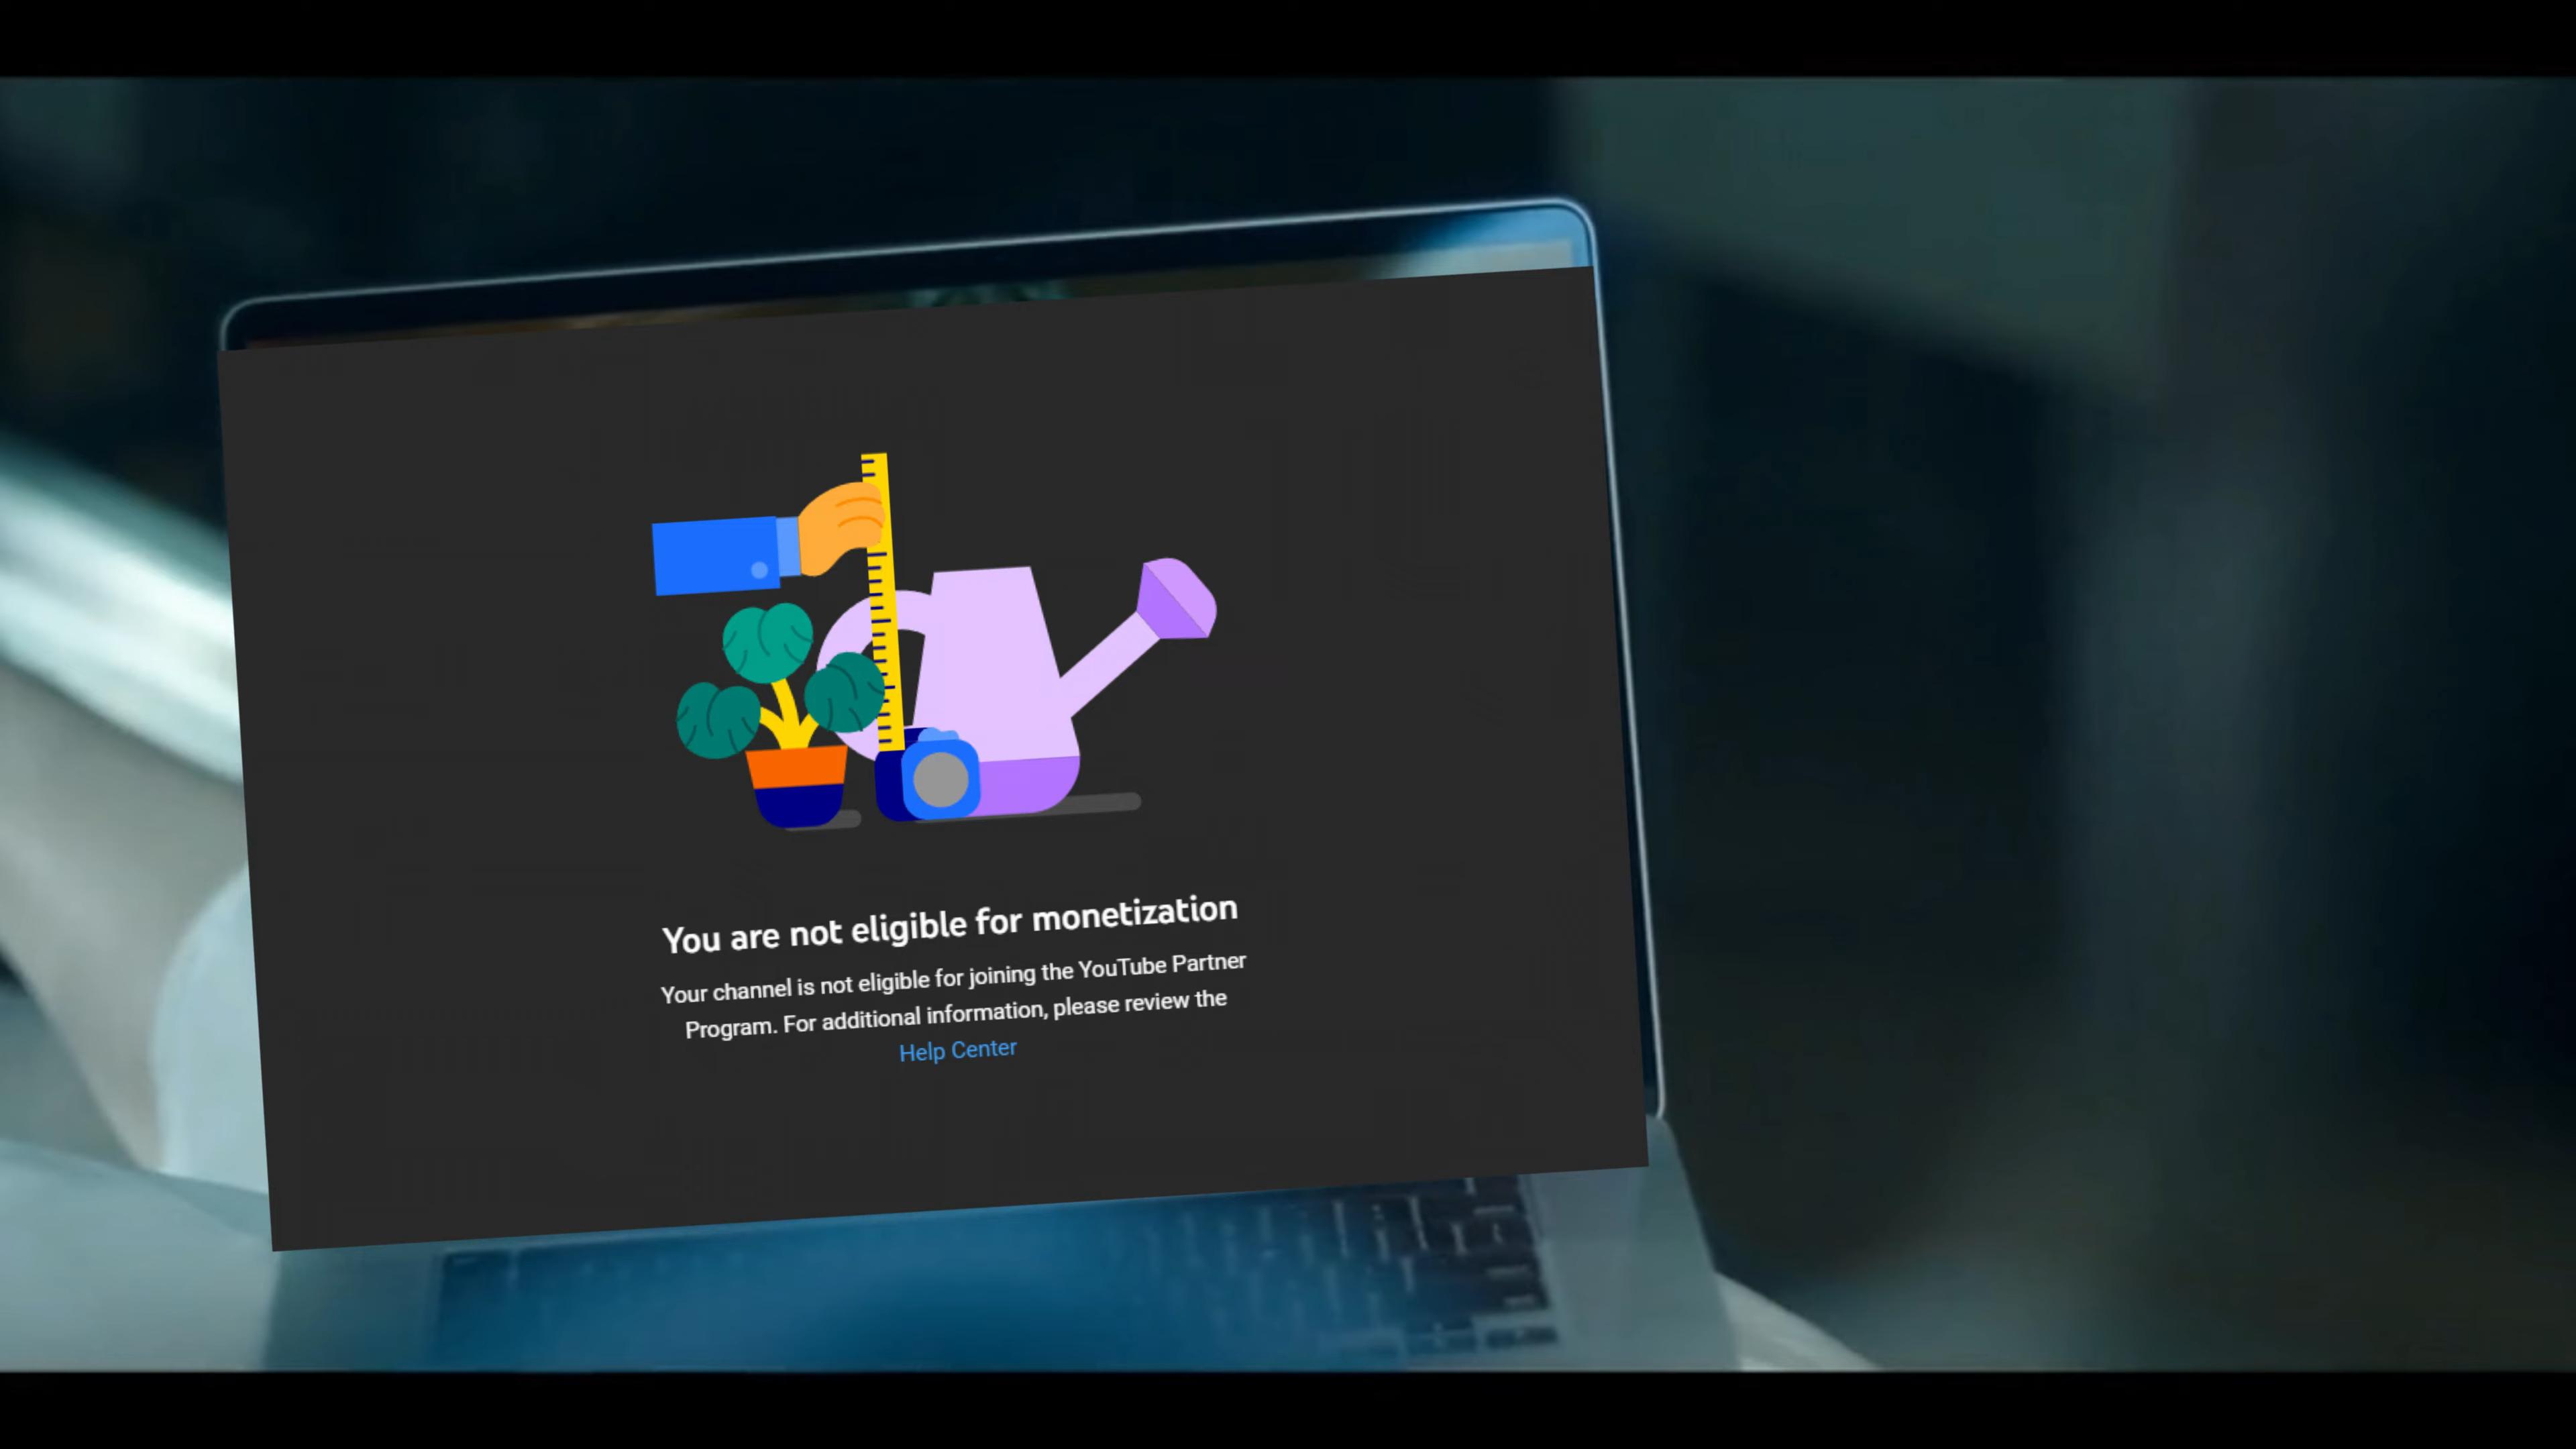 You are not eligible for monetization
Your channel is not eligible for joining the YouTube Partner
Program. For additional information, please review the
Help Center